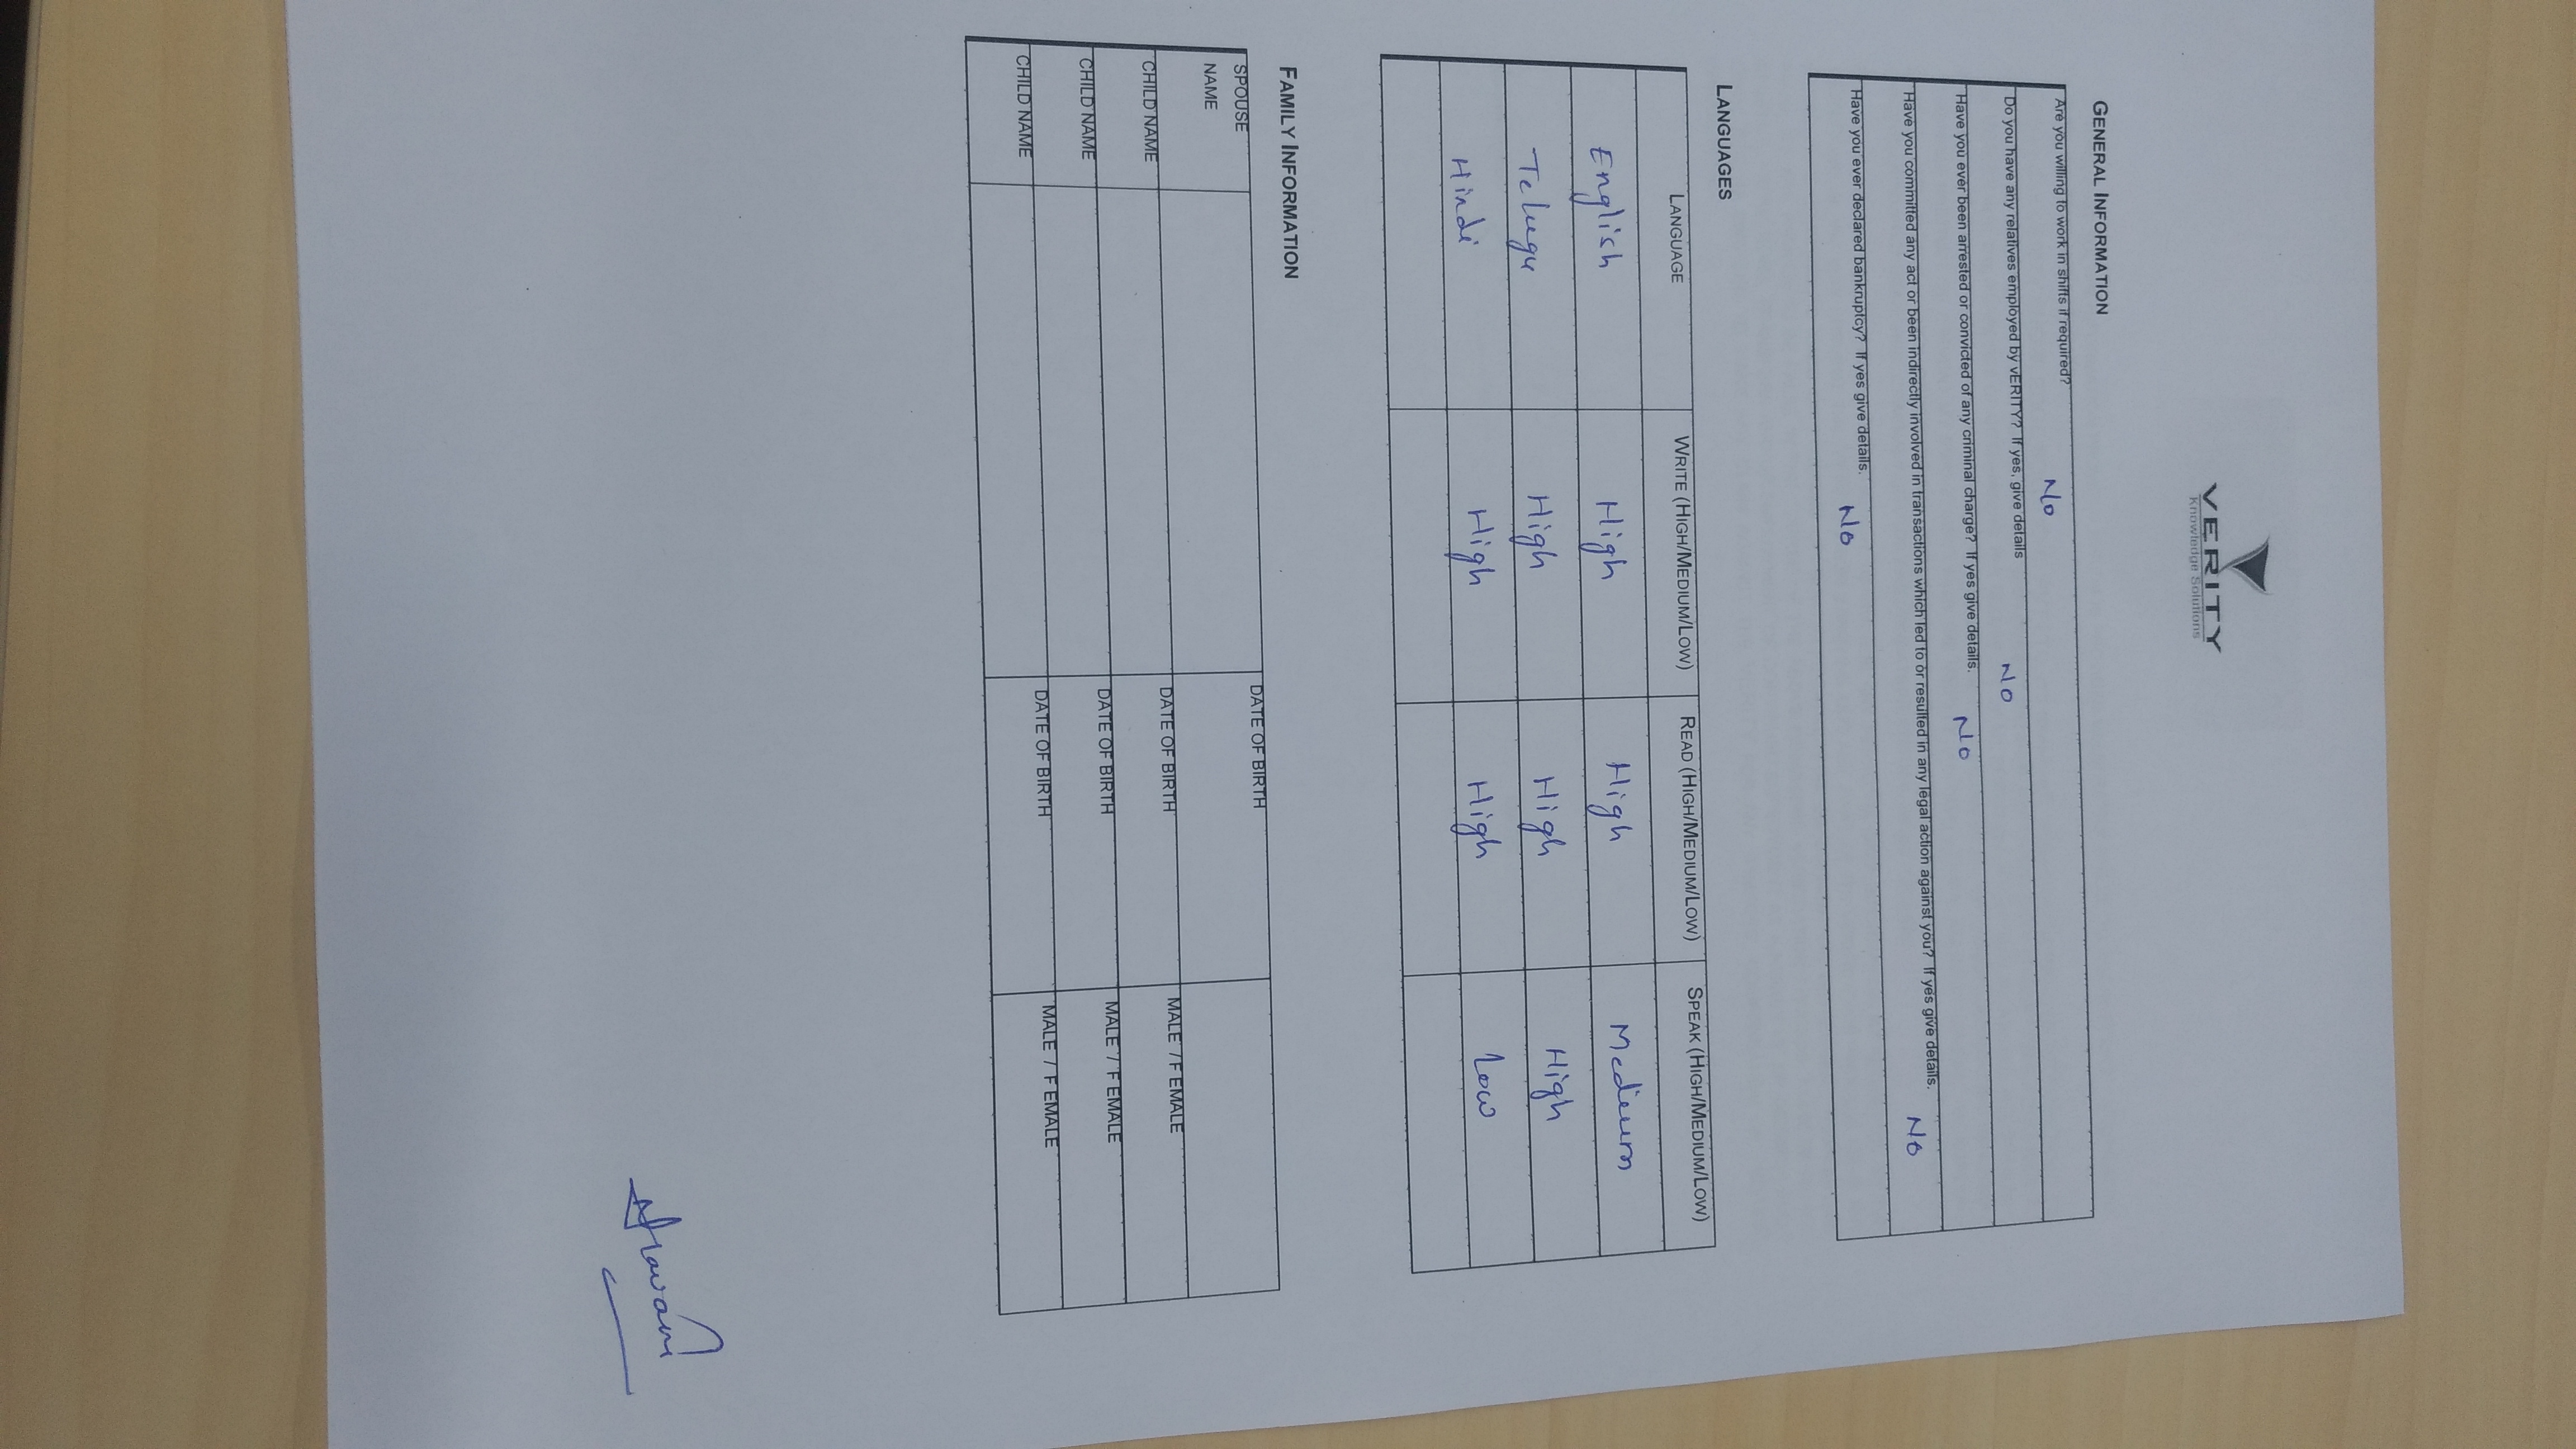 VERITY
Knowledge Solutions
GENERAL INFORMATION
Are you willing to work in shifts if required? No
Do you have any relatives employed by vERITY? If yes, give details No
Have you ever been arrested or convicted of any criminal charge? If yes give details. No
Have you committed any act or been indirectly involved in transactions which led to or resulted in any legal action against you? If yes give details. No
Have you ever declared bankruptcy? If yes give details. No
LANGUAGES
LANGUAGE WRITE (HIGH/MEDIUM/LOW) READ (HIGH/MEDIUM/LOW) SPEAK (HIGH/MEDIUM/LOW)
English High High Medium
Telugu High High High
Hindi High High Low
FAMILY INFORMATION
SPOUSE NAME DATE OF BIRTH
CHILD NAME DATE OF BIRTH MALE / FEMALE
CHILD NAME DATE OF BIRTH MALE / FEMALE
CHILD NAME DATE OF BIRTH MALE / FEMALE